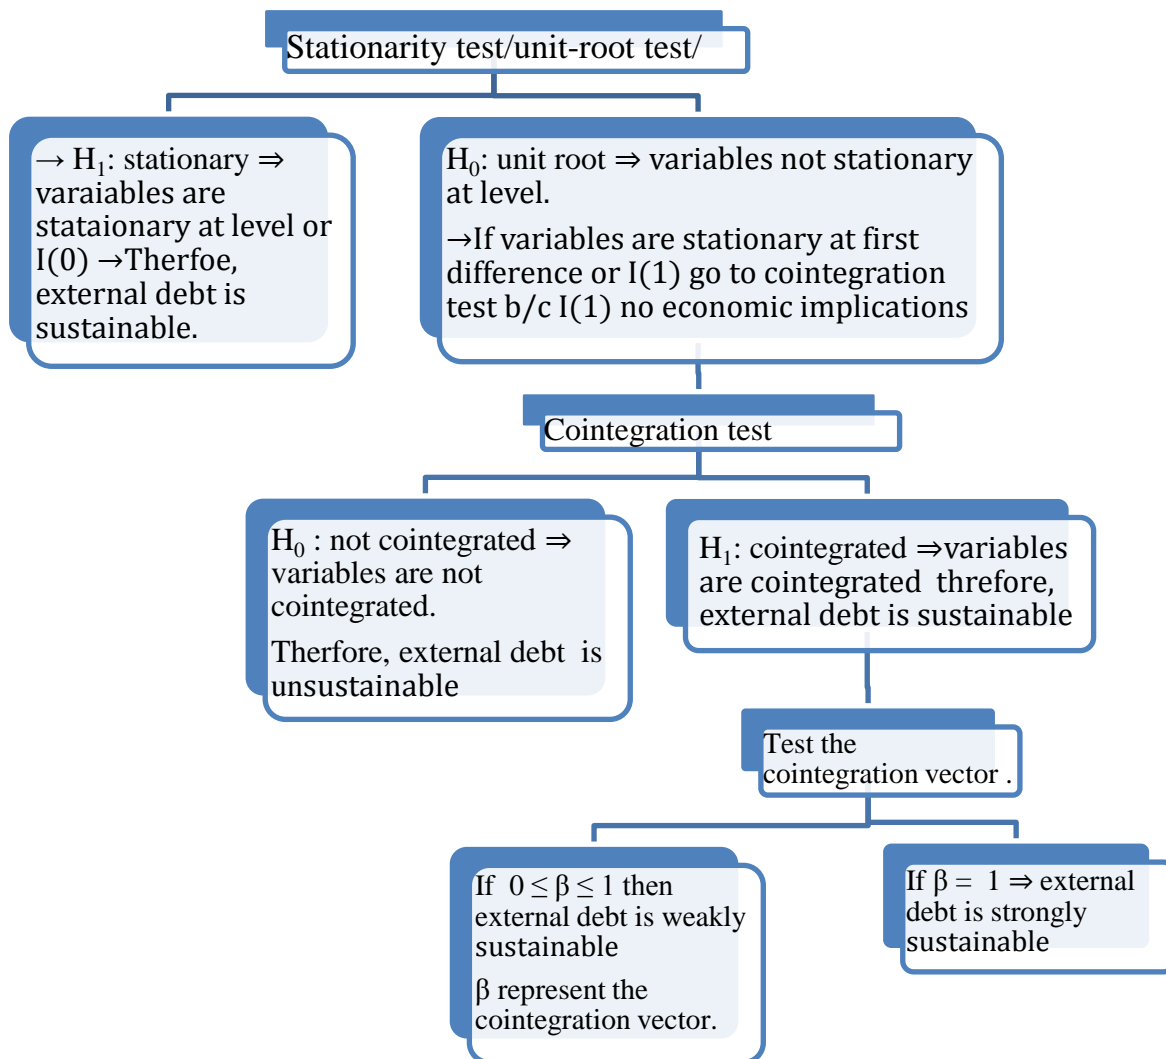 Stationarity test/unit-root test/
→ H₁: stationary ⇒
varaiables are
stataionary at level or
I(0) →Therfoe,
external debt is
sustainable.
H₀: unit root ⇒ variables not stationary
at level.
→If variables are stationary at first
difference or I(1) go to cointegration
test b/c I(1) no economic implications
Cointegration test
H₀ : not cointegrated ⇒
variables are not
cointegrated.
Therfore, external debt is
unsustainable
H₁: cointegrated ⇒variables
are cointegrated threfore,
external debt is sustainable
Test the
cointegration vector .
If 0 ≤ β ≤ 1 then
external debt is weakly
sustainable
β represent the
cointegration vector.
If β = 1 ⇒ external
debt is strongly
sustainable